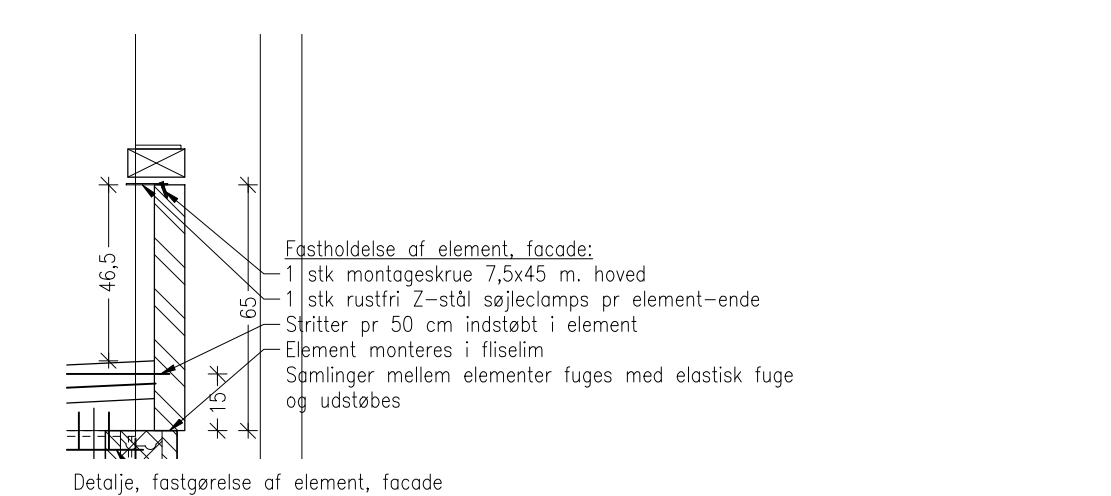 Fastholdelse af element, facade:
1 stk montageskrue 7,5x45 m. hoved
1 stk rustfri Z-stål søjleclamps pr element-ende
Stritter pr 50 cm indstøbt i element
Element monteres i fliselim
Samlinger mellem elementer fuges med elastisk fuge
og udstøbes
46,5
65
15
Detalje, fastgørelse af element, facade